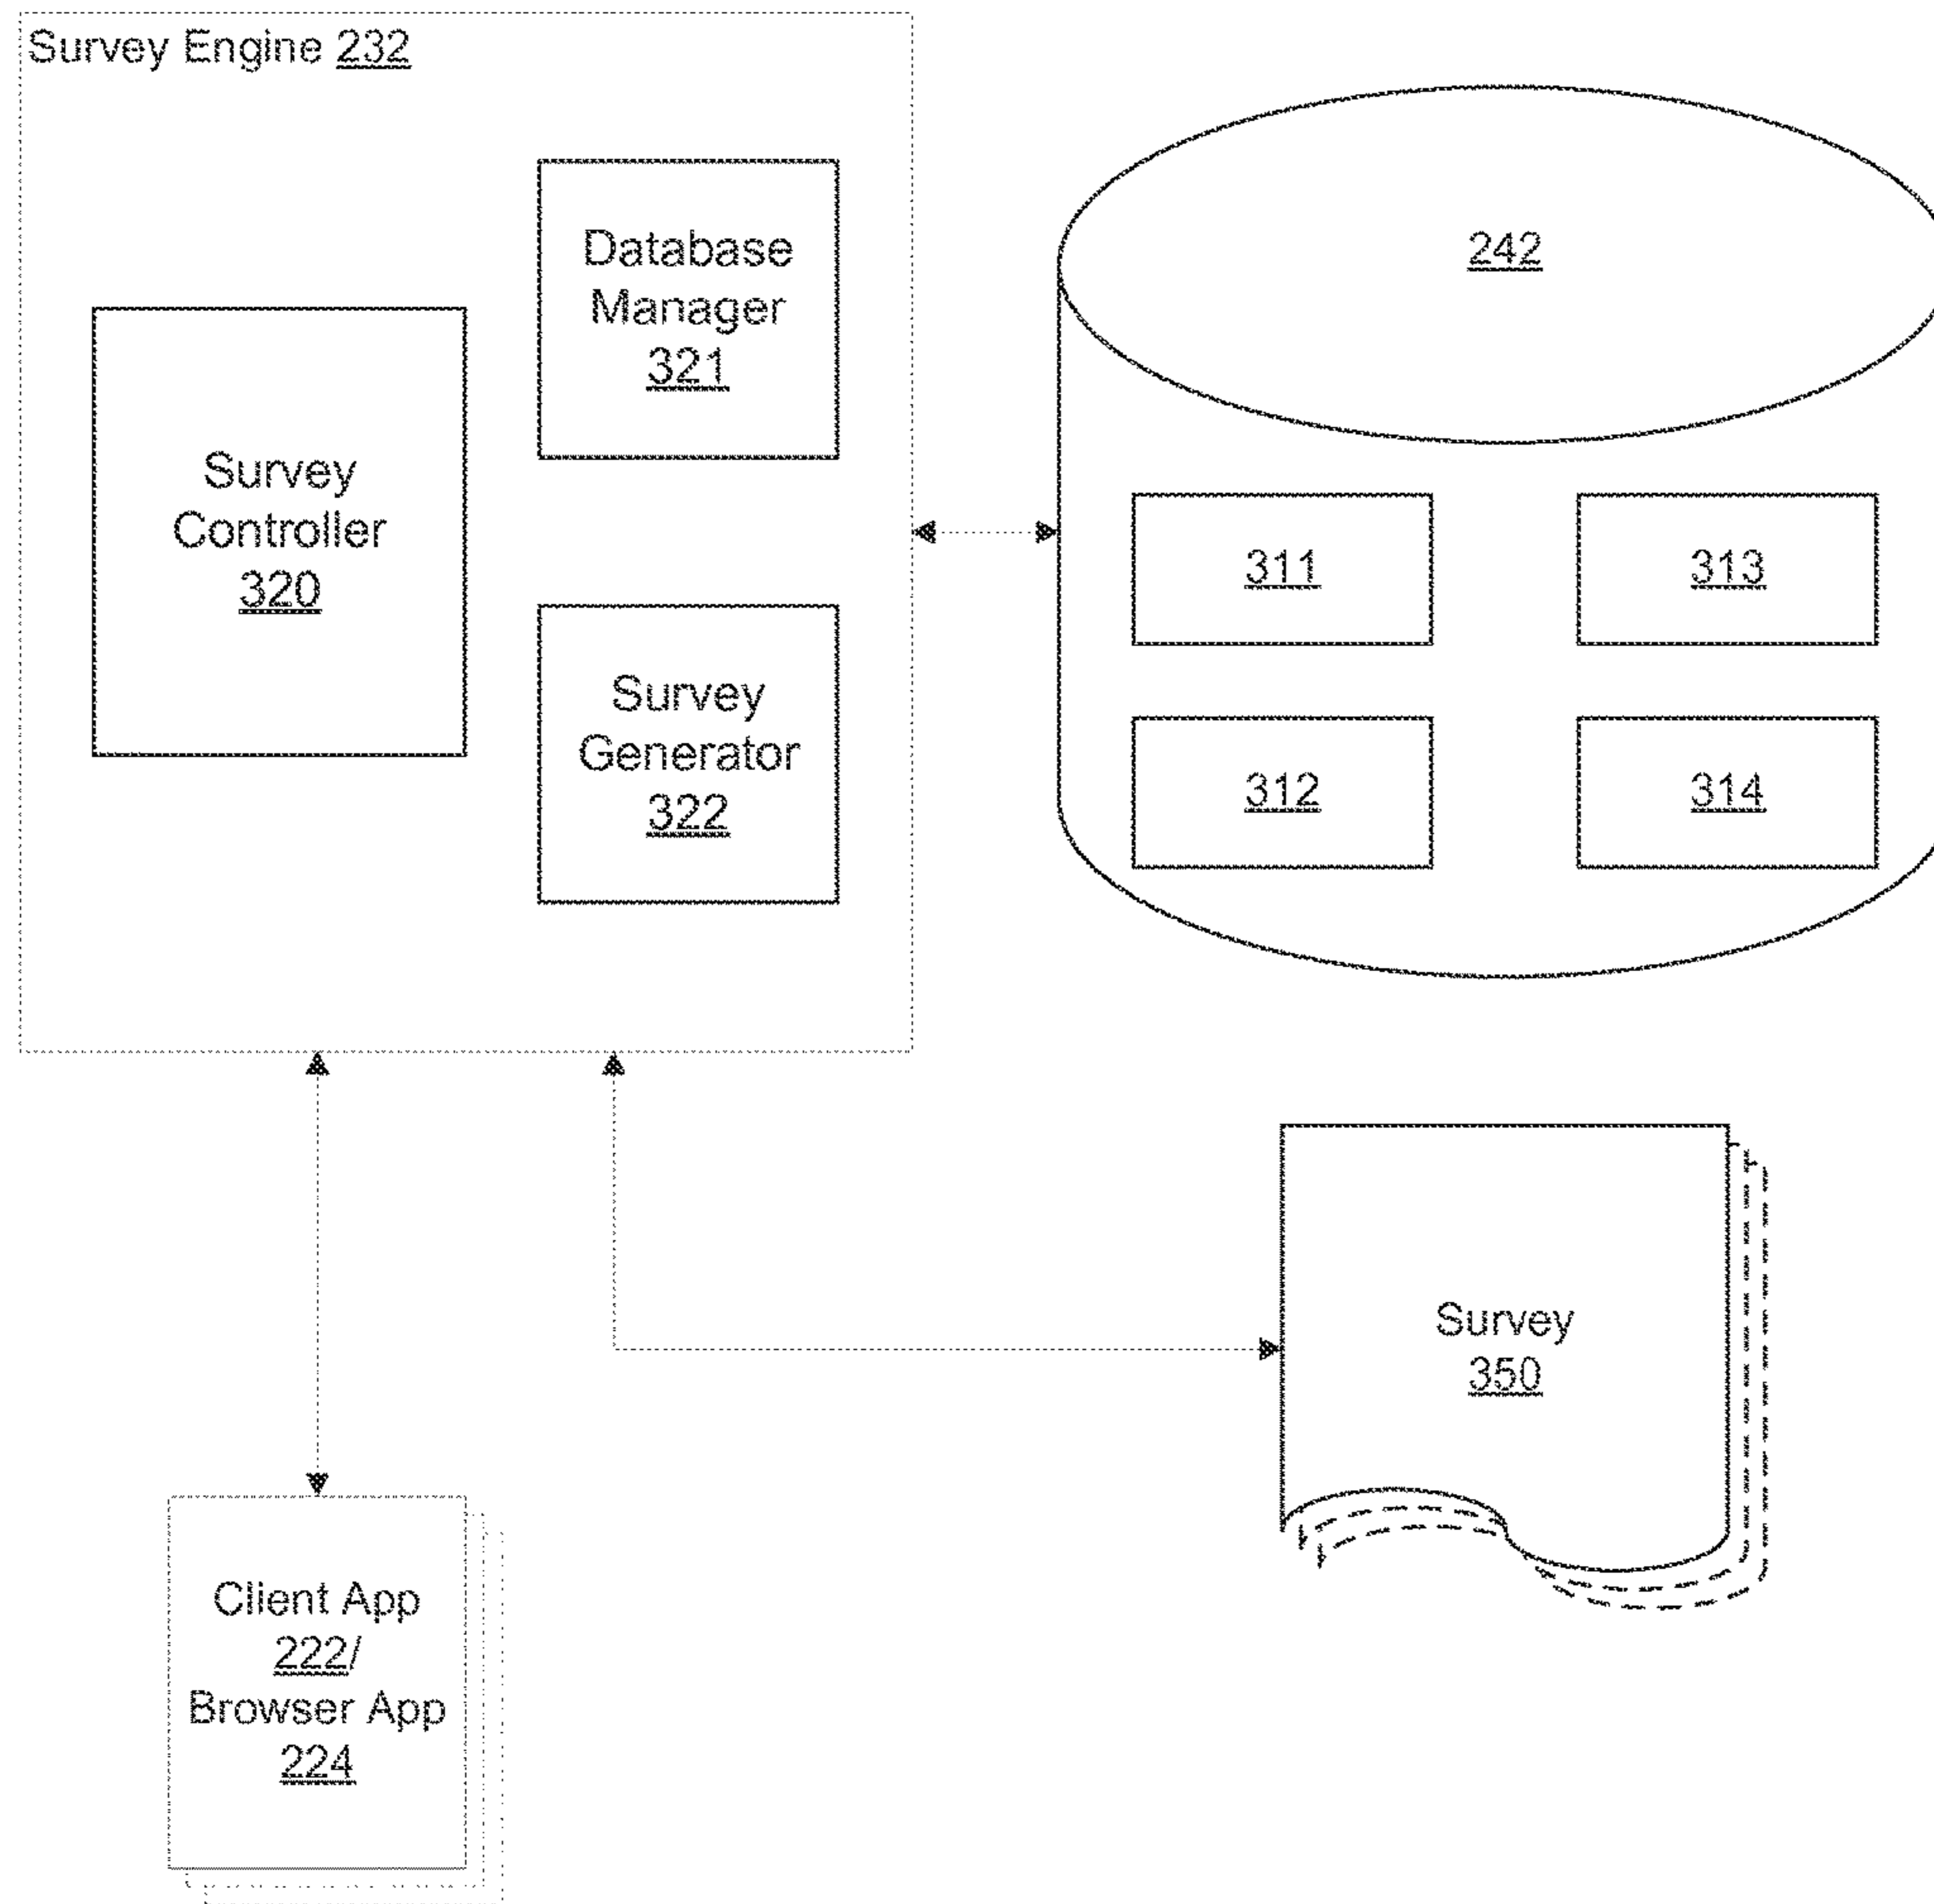 Survey Engine 232
Database
Manager
321
Survey
Controller
320
Survey
Generator
322
242
311
313
312
314
Survey
350
Client App
222/
Browser App
224